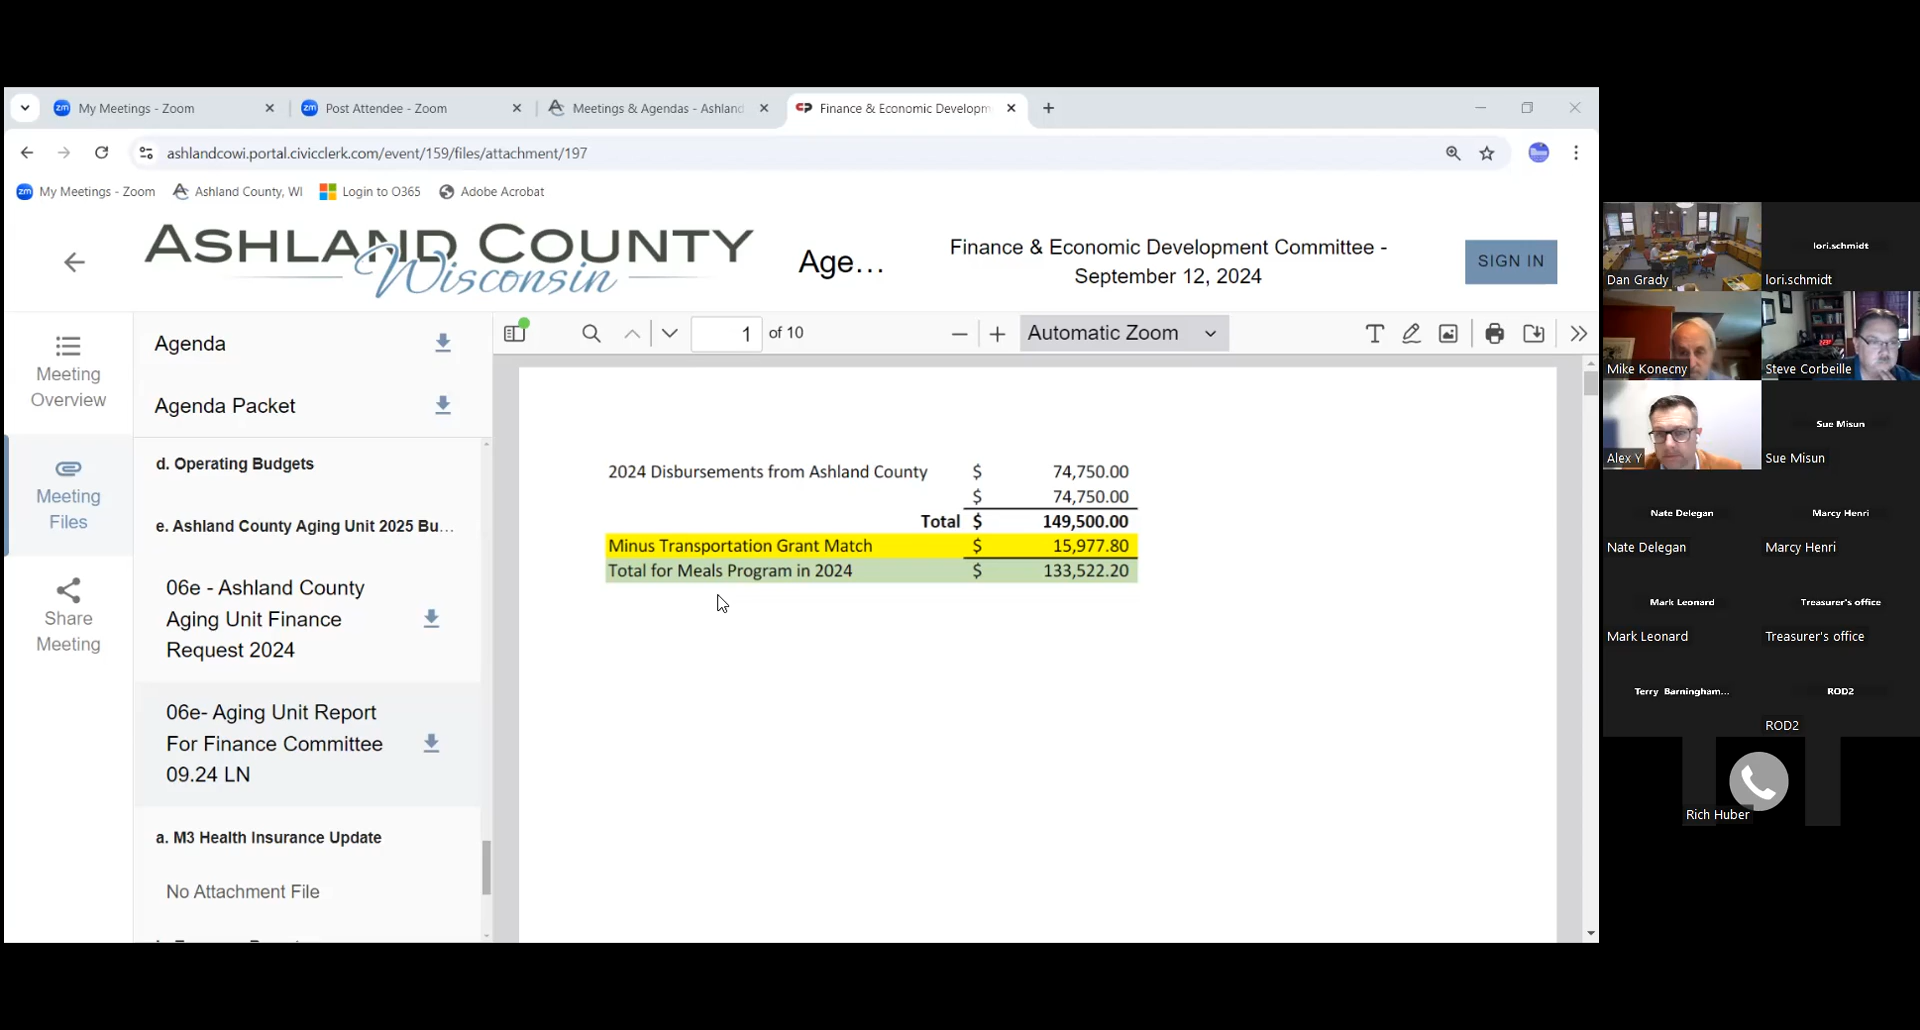 My Meetings - Zoom
Post Attendee - Zoom
Meetings & Agendas - Ashland
Finance & Economic Developm
ashlandcowi.portal.civicclerk.com/event/159/files/attachment/197
My Meetings - Zoom
Ashland County, WI
Login to O365
Adobe Acrobat
ASHLAND COUNTY
Wisconsin
Age...
Finance & Economic Development Committee -
September 12, 2024
SIGN IN
Meeting
Overview
Meeting
Files
Share
Meeting
Agenda
Agenda Packet
d. Operating Budgets
e. Ashland County Aging Unit 2025 Bu...
06e - Ashland County
Aging Unit Finance
Request 2024
06e- Aging Unit Report
For Finance Committee
09.24 LN
a. M3 Health Insurance Update
No Attachment File
1 of 10
Automatic Zoom
2024 Disbursements from Ashland County $ 74,750.00
$ 74,750.00
Total $ 149,500.00
Minus Transportation Grant Match $ 15,977.80
Total for Meals Program in 2024 $ 133,522.20
Dan Grady
lori.schmidt
lori.schmidt
Mike Konecny
Steve Corbeille
Alex Y
Sue Misun
Sue Misun
Nate Delegan
Nate Delegan
Marcy Henri
Marcy Henri
Mark Leonard
Mark Leonard
Treasurer's office
Treasurer's office
Terry Barningham...
ROD2
ROD2
Rich Huber